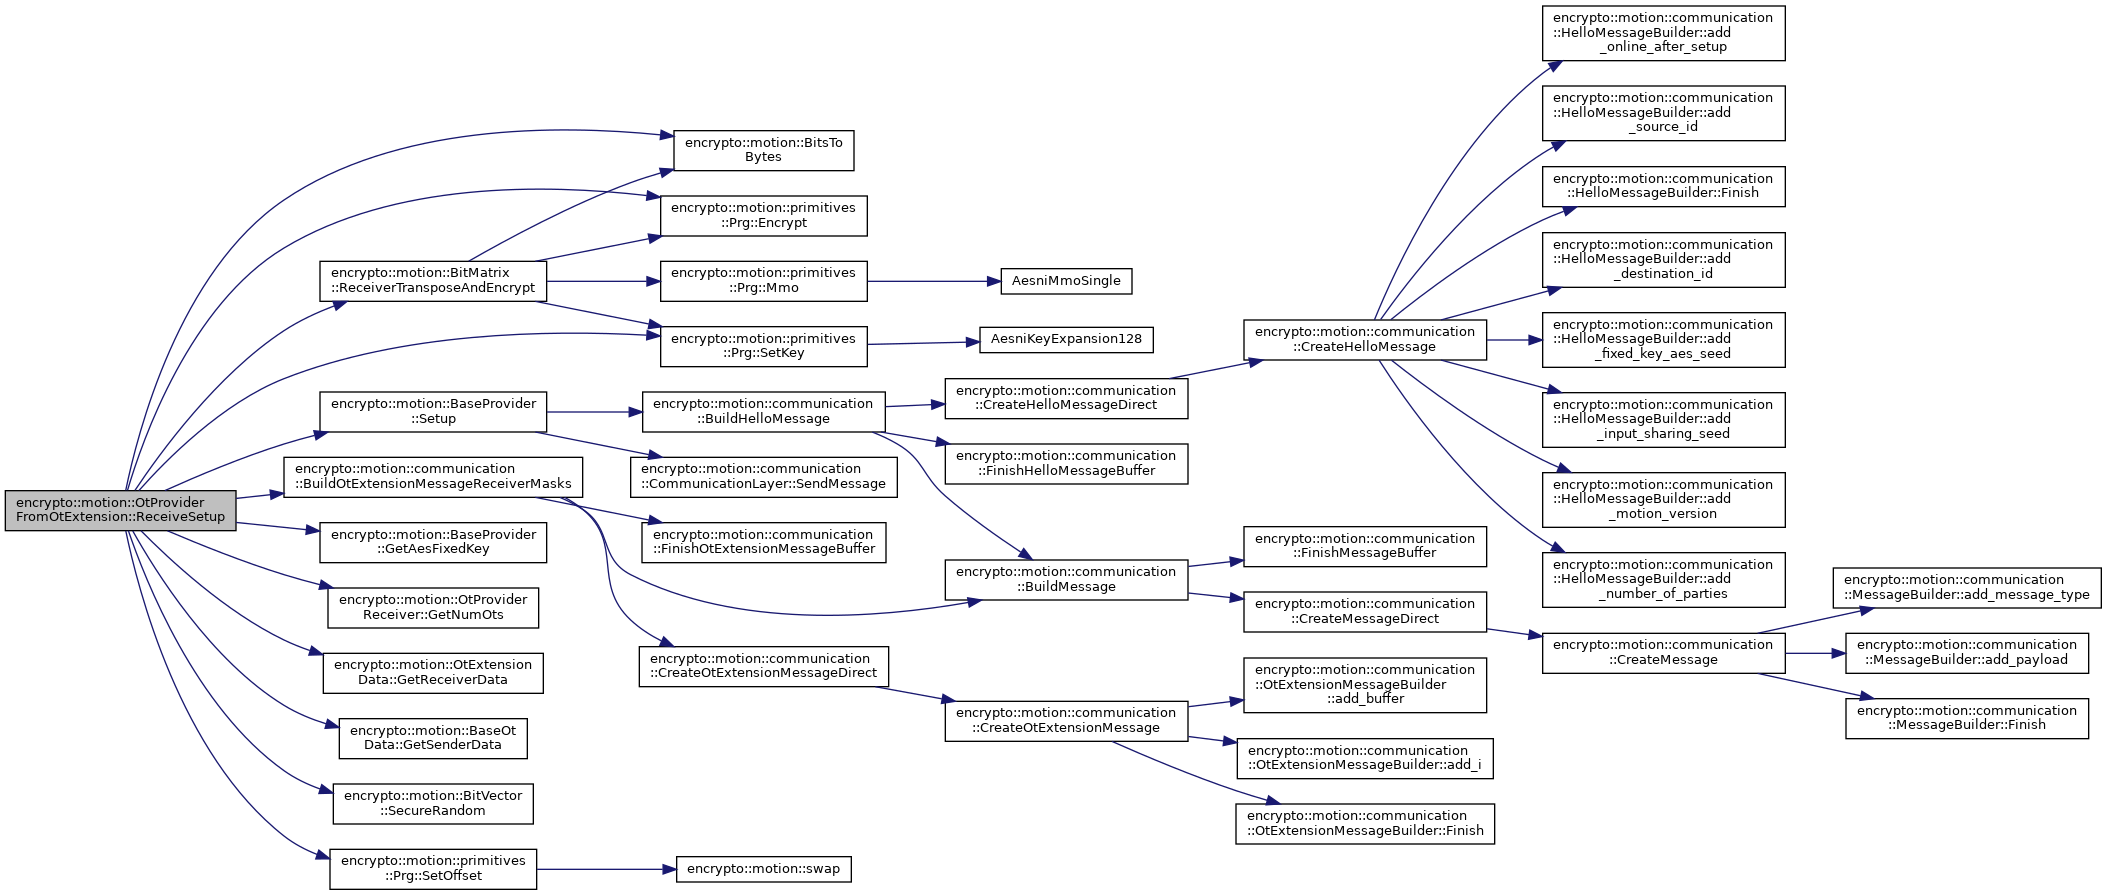 encrypto::motion::OtProvider
FromOtExtension::ReceiveSetup
encrypto::motion::BitsTo
Bytes
encrypto::motion::primitives
::Prg::Encrypt
encrypto::motion::BitMatrix
::ReceiverTransposeAndEncrypt
encrypto::motion::primitives
::Prg::Mmo
AesniMmoSingle
encrypto::motion::primitives
::Prg::SetKey
AesniKeyExpansion128
encrypto::motion::BaseProvider
::Setup
encrypto::motion::communication
::BuildHelloMessage
encrypto::motion::communication
::CreateHelloMessageDirect
encrypto::motion::communication
::CreateHelloMessage
encrypto::motion::communication
::HelloMessageBuilder::add
_online_after_setup
encrypto::motion::communication
::HelloMessageBuilder::add
_source_id
encrypto::motion::communication
::HelloMessageBuilder::Finish
encrypto::motion::communication
::HelloMessageBuilder::add
_destination_id
encrypto::motion::communication
::HelloMessageBuilder::add
_fixed_key_aes_seed
encrypto::motion::communication
::HelloMessageBuilder::add
_input_sharing_seed
encrypto::motion::communication
::HelloMessageBuilder::add
_motion_version
encrypto::motion::communication
::HelloMessageBuilder::add
_number_of_parties
encrypto::motion::communication
::FinishHelloMessageBuffer
encrypto::motion::communication
::CommunicationLayer::SendMessage
encrypto::motion::communication
::BuildOtExtensionMessageReceiverMasks
encrypto::motion::communication
::FinishOtExtensionMessageBuffer
encrypto::motion::communication
::BuildMessage
encrypto::motion::communication
::FinishMessageBuffer
encrypto::motion::communication
::CreateMessageDirect
encrypto::motion::communication
::CreateMessage
encrypto::motion::communication
::MessageBuilder::add_message_type
encrypto::motion::communication
::MessageBuilder::add_payload
encrypto::motion::communication
::MessageBuilder::Finish
encrypto::motion::communication
::CreateOtExtensionMessageDirect
encrypto::motion::communication
::CreateOtExtensionMessage
encrypto::motion::communication
::OtExtensionMessageBuilder
::add_buffer
encrypto::motion::communication
::OtExtensionMessageBuilder::add_i
encrypto::motion::communication
::OtExtensionMessageBuilder::Finish
encrypto::motion::BaseProvider
::GetAesFixedKey
encrypto::motion::OtProvider
Receiver::GetNumOts
encrypto::motion::OtExtension
Data::GetReceiverData
encrypto::motion::BaseOt
Data::GetSenderData
encrypto::motion::BitVector
::SecureRandom
encrypto::motion::primitives
::Prg::SetOffset
encrypto::motion::swap